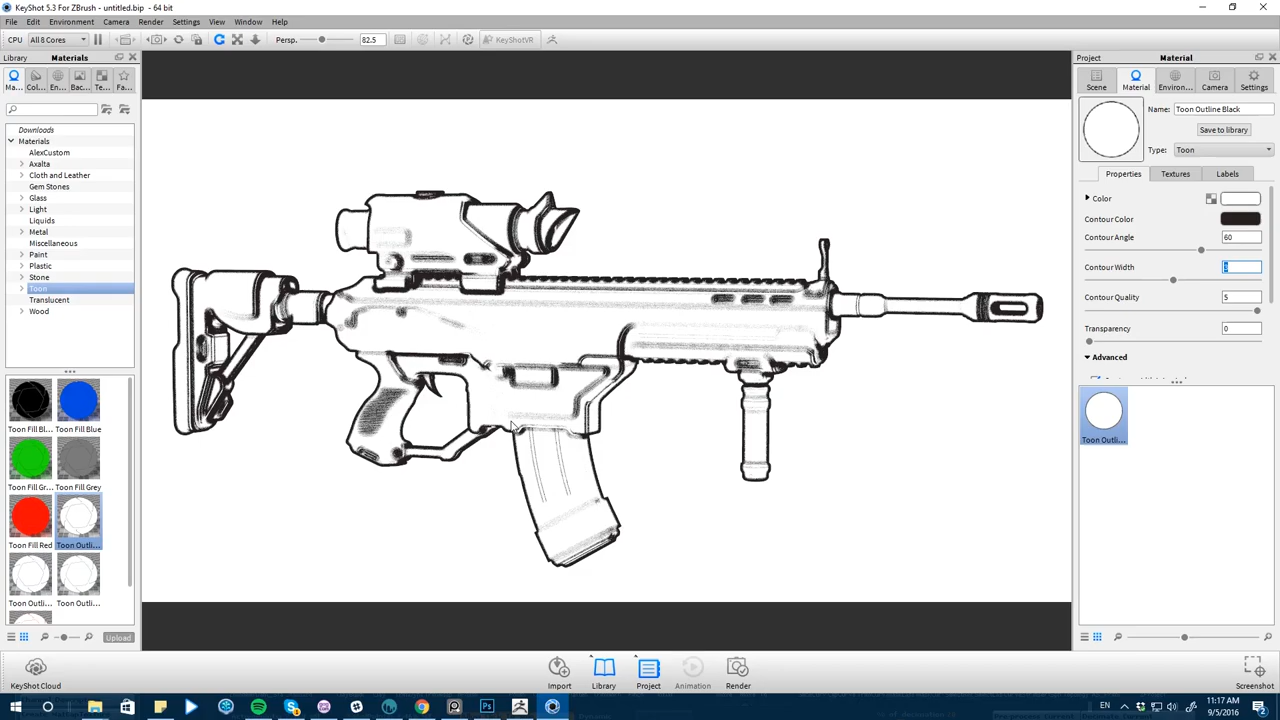 KeyShot 5.3 For ZBrush - untitled.bip - 64 bit
File Edit Environment Camera Render Settings View Window Help
CPU All 8 Cores Persp. 82.5 KeyShotVR
Library Materials
Ma... Col... En... Bac... Te... Fa...
Downloads
Materials
AlexCustom
Axalta
Cloth and Leather
Gem Stones
Glass
Light
Liquids
Metal
Miscellaneous
Paint
Plastic
Stone
Toon
Translucent
Wood
Toon Fill Bl... Toon Fill Blue
Toon Fill Gr... Toon Fill Grey
Toon Fill Red Toon Outli...
Toon Outli... Toon Outli...
Upload
KeyShot Cloud
Import Library Project Animation Render
Screenshot
Project Material
Scene Material Environ... Camera Settings
Name: Toon Outline Black
Save to library
Type: Toon
Properties Textures Labels
Color
Contour Color
Contour Angle 60
Contour Width
Contour Quality 5
Transparency 0
Advanced
Toon Outli...
EN
11:17 AM
9/5/2016